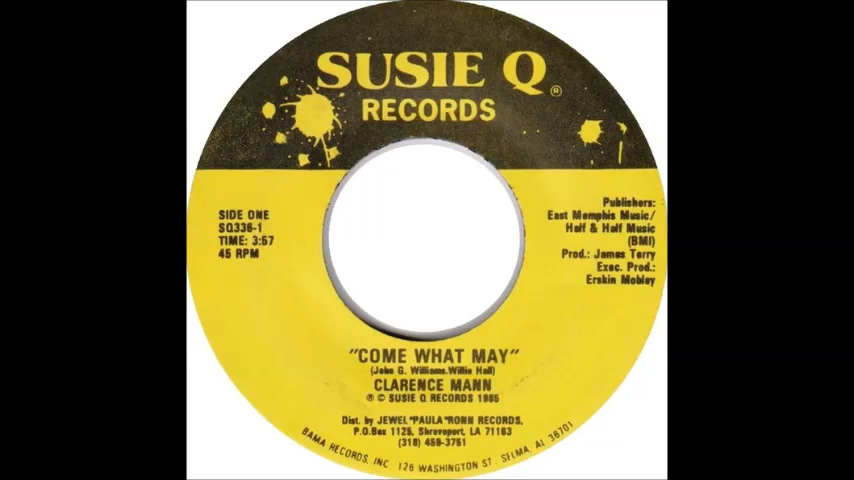 SUSIE Q ®
RECORDS
SIDE ONE
SQ336-1
TIME: 3:57
45 RPM
Publishers:
East Memphis Music/
Half & Half Music
(BMI)
Prod.: James Terry
Exec. Prod.:
Erskin Mobley
"COME WHAT MAY"
(John G. Williams.Willie Hall)
CLARENCE MANN
℗ © SUSIE Q RECORDS 1985
Dist. by JEWEL "PAULA" RONN RECORDS,
P.O.Box 1125, Shreveport, LA 71163
(318) 459-3751
BAMA RECORDS, INC. 126 WASHINGTON ST. SELMA, AL 36701